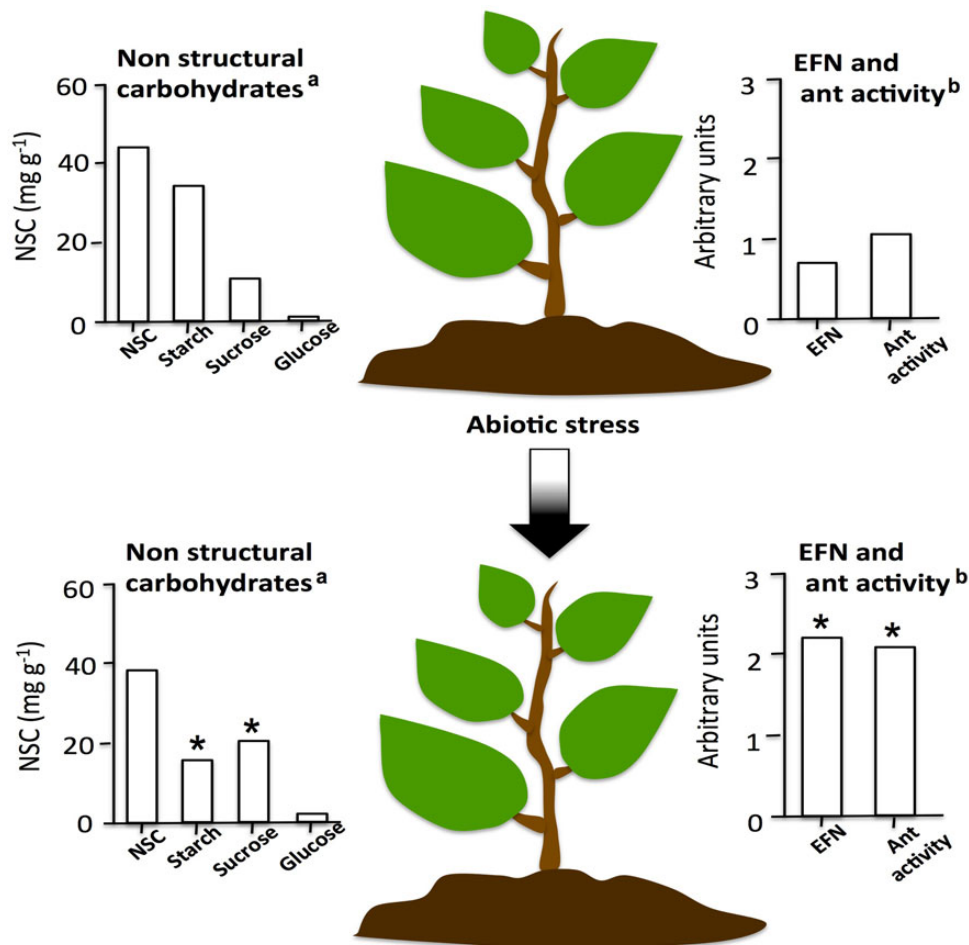 Non structural
carbohydrates a
NSC (mg g-1)
60
40
20
0
NSC
Starch
Sucrose
Glucose
EFN and
ant activity b
Arbitrary units
3
2
1
0
EFN
Ant
activity
Abiotic stress
Non structural
carbohydrates a
NSC (mg g-1)
60
40
20
0
*
*
NSC
Starch
Sucrose
Glucose
EFN and
ant activity b
Arbitrary units
3
2
1
0
*
*
EFN
Ant
activity